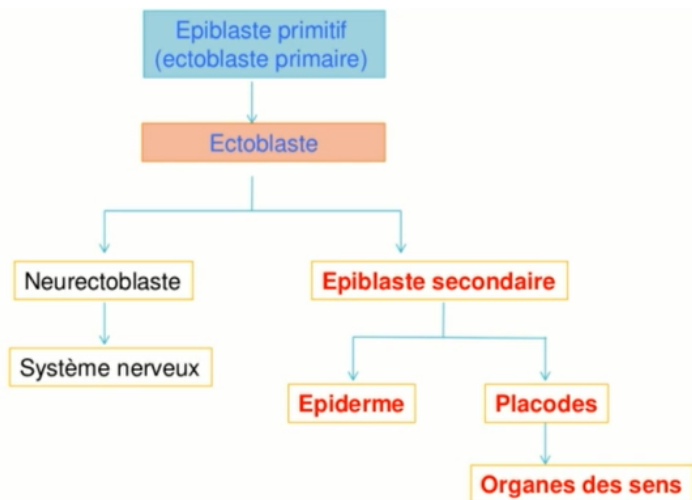 Epiblaste primitif
(ectoblaste primaire)
Ectoblaste
Neurectoblaste
Epiblaste secondaire
Système nerveux
Epiderme
Placodes
Organes des sens